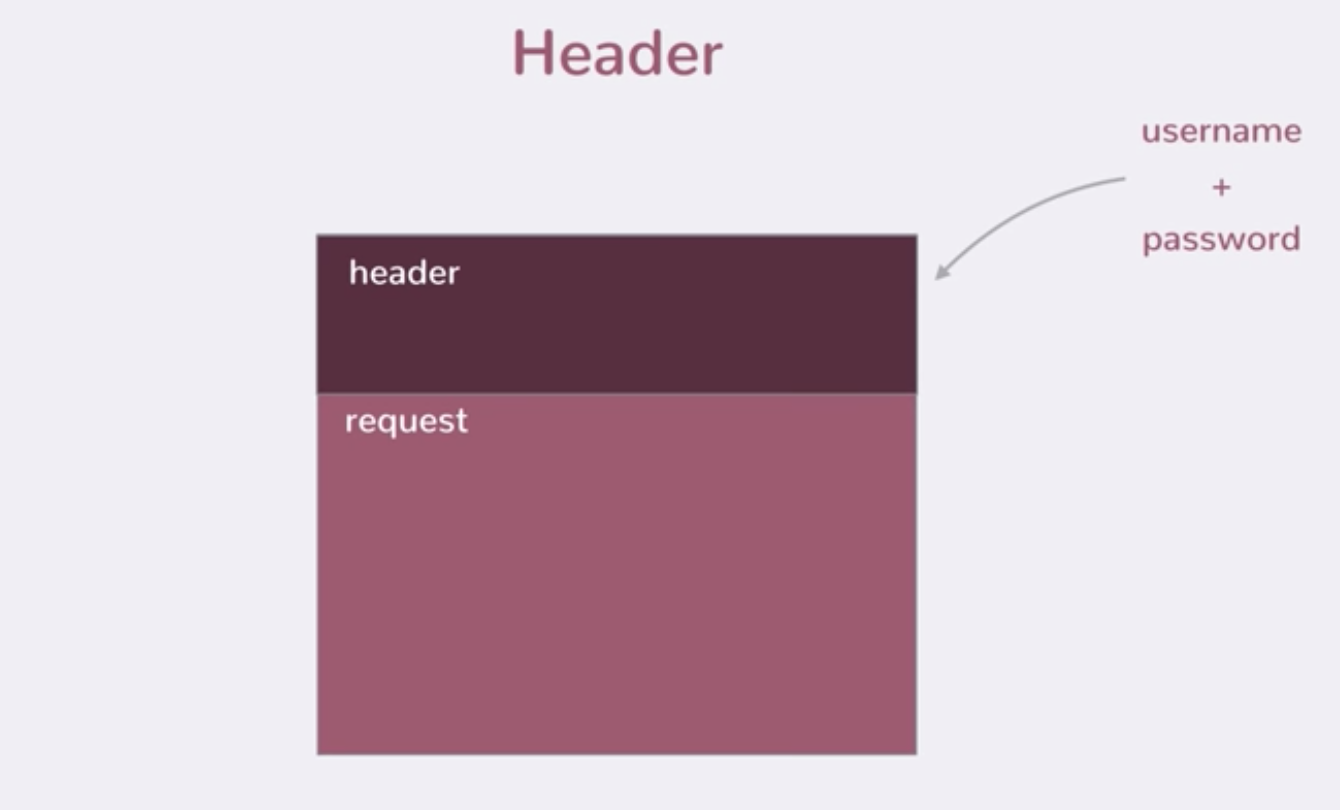 Header
username
+
password
header
request